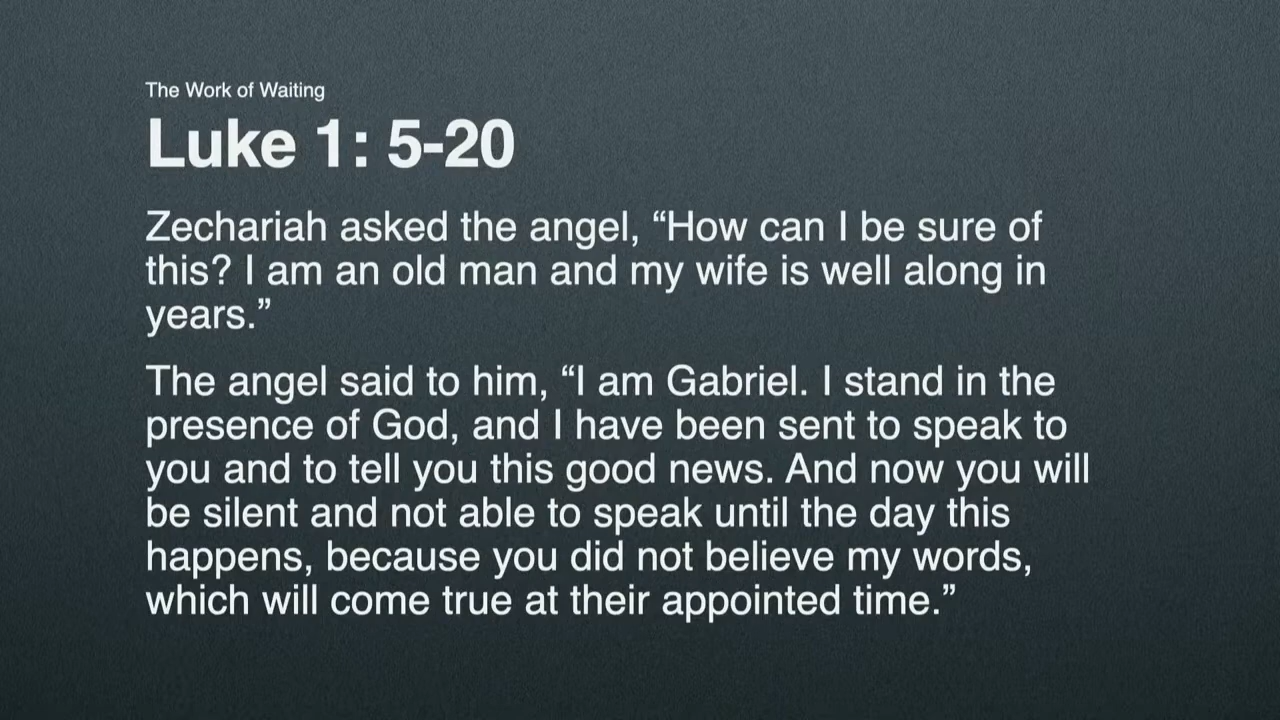 The Work of Waiting
Luke 1: 5-20
Zechariah asked the angel, “How can I be sure of
this? I am an old man and my wife is well along in
years.”
The angel said to him, “I am Gabriel. I stand in the
presence of God, and I have been sent to speak to
you and to tell you this good news. And now you will
be silent and not able to speak until the day this
happens, because you did not believe my words,
which will come true at their appointed time.”